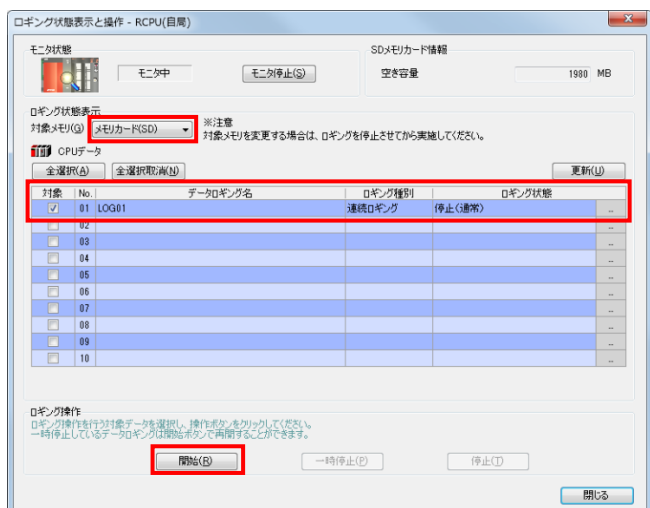 ロギング状態表示と操作 - RCPU(自局)
モニタ状態
モニタ中
モニタ停止(S)
SDメモリカード情報
空き容量
1980 MB
ロギング状態表示
対象メモリ(G)
メモリカード(SD)
※注意
対象メモリを変更する場合は、ロギングを停止させてから実施してください。
CPUデータ
全選択(A)
全選択取消(N)
更新(U)
対象 No. データロギング名 ロギング種別 ロギング状態
01 LOG01 連続ロギング 停止(通常) ..
02 ..
03 ..
04 ..
05 ..
06 ..
07 ..
08 ..
09 ..
10 ..
ロギング操作
ロギング操作を行う対象データを選択し、操作ボタンをクリックしてください。
一時停止しているデータロギングは開始ボタンで再開することができます。
開始(R)
一時停止(P)
停止(T)
閉じる